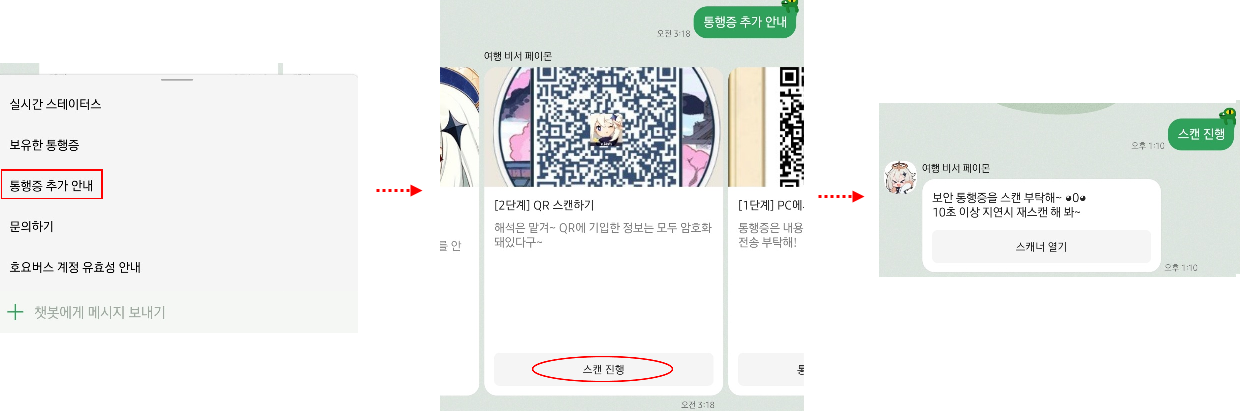 실시간 스테이터스
보유한 통행증
통행증 추가 안내
문의하기
호요버스 계정 유효성 안내
챗봇에게 메시지 보내기
통행증 추가 안내
오전 3:18
여행 비서 페이몬
[2단계] QR 스캔하기
해석은 맡겨~ QR에 기입한 정보는 모두 암호화
돼있다구~
스캔 진행
를 안
[1단계] PC에
통행증은 내용
전송 부탁해!
오전 3:18
스캔 진행
오후 1:10
여행 비서 페이몬
보안 통행증을 스캔 부탁해~ ◕0◕
10초 이상 지연시 재스캔 해 봐~
스캐너 열기
오후 1:10